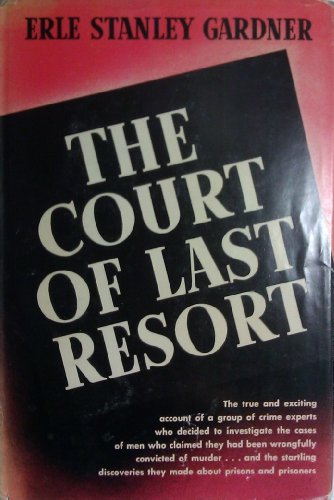 ERLE STANLEY GARDNER
THE
COURT
OF LAST
RESORT
The true and exciting
account of a group of crime experts
who decided to investigate the cases
of men who claimed they had been wrongfully
convicted of murder . . . and the startling
discoveries they made about prisons and prisoners